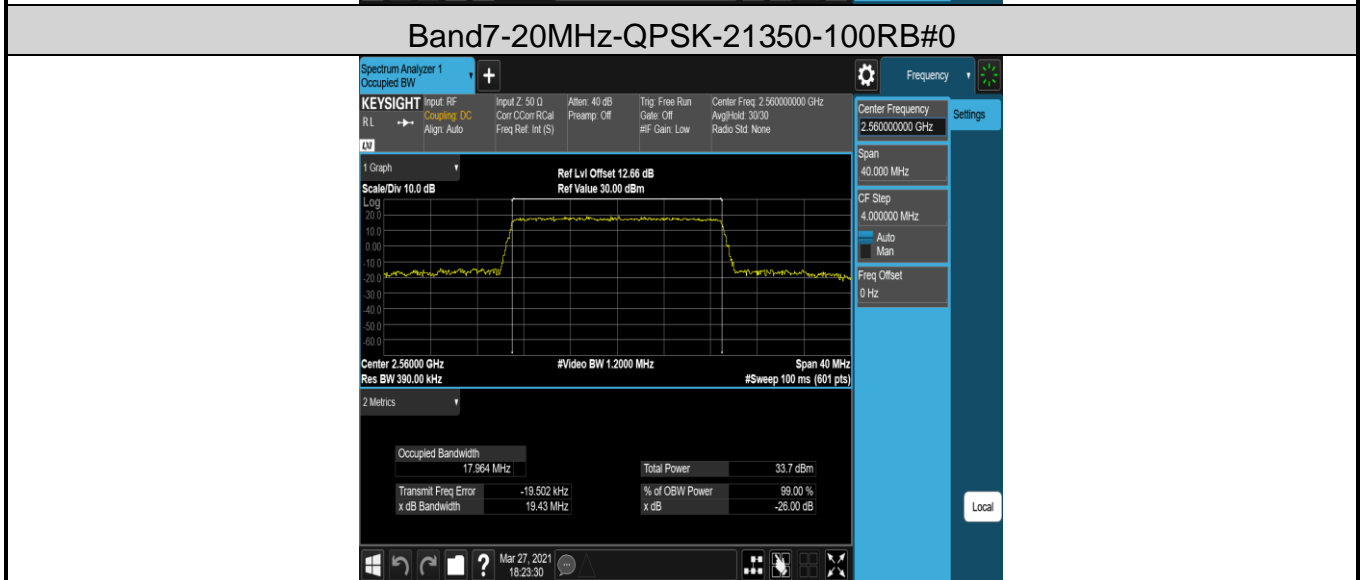 Band7-20MHz-QPSK-21350-100RB#0
Spectrum Analyzer 1
Occupied BW
+
Frequency
KEYSIGHT
RL
LXI
Input: RF
Coupling: DC
Align: Auto
Input Z: 50 Ω
Corr CCorr RCal
Freq Ref: Int (S)
Atten: 40 dB
Preamp: Off
Trig: Free Run
Gate: Off
#IF Gain: Low
Center Freq: 2.560000000 GHz
Avg|Hold: 30/30
Radio Std: None
Center Frequency
2.560000000 GHz
Settings
Span
40.000 MHz
CF Step
4.000000 MHz
Auto
Man
Freq Offset
0 Hz
1 Graph
Scale/Div 10.0 dB
Ref Lvl Offset 12.66 dB
Ref Value 30.00 dBm
Log
20.0
10.0
0.00
-10.0
-20.0
-30.0
-40.0
-50.0
-60.0
Center 2.56000 GHz
#Video BW 1.2000 MHz
Span 40 MHz
Res BW 390.00 kHz
#Sweep 100 ms (601 pts)
2 Metrics
Occupied Bandwidth
17.964 MHz
Total Power 33.7 dBm
Transmit Freq Error -19.502 kHz
% of OBW Power 99.00 %
x dB Bandwidth 19.43 MHz
x dB -26.00 dB
Local
?
Mar 27, 2021
18:23:30